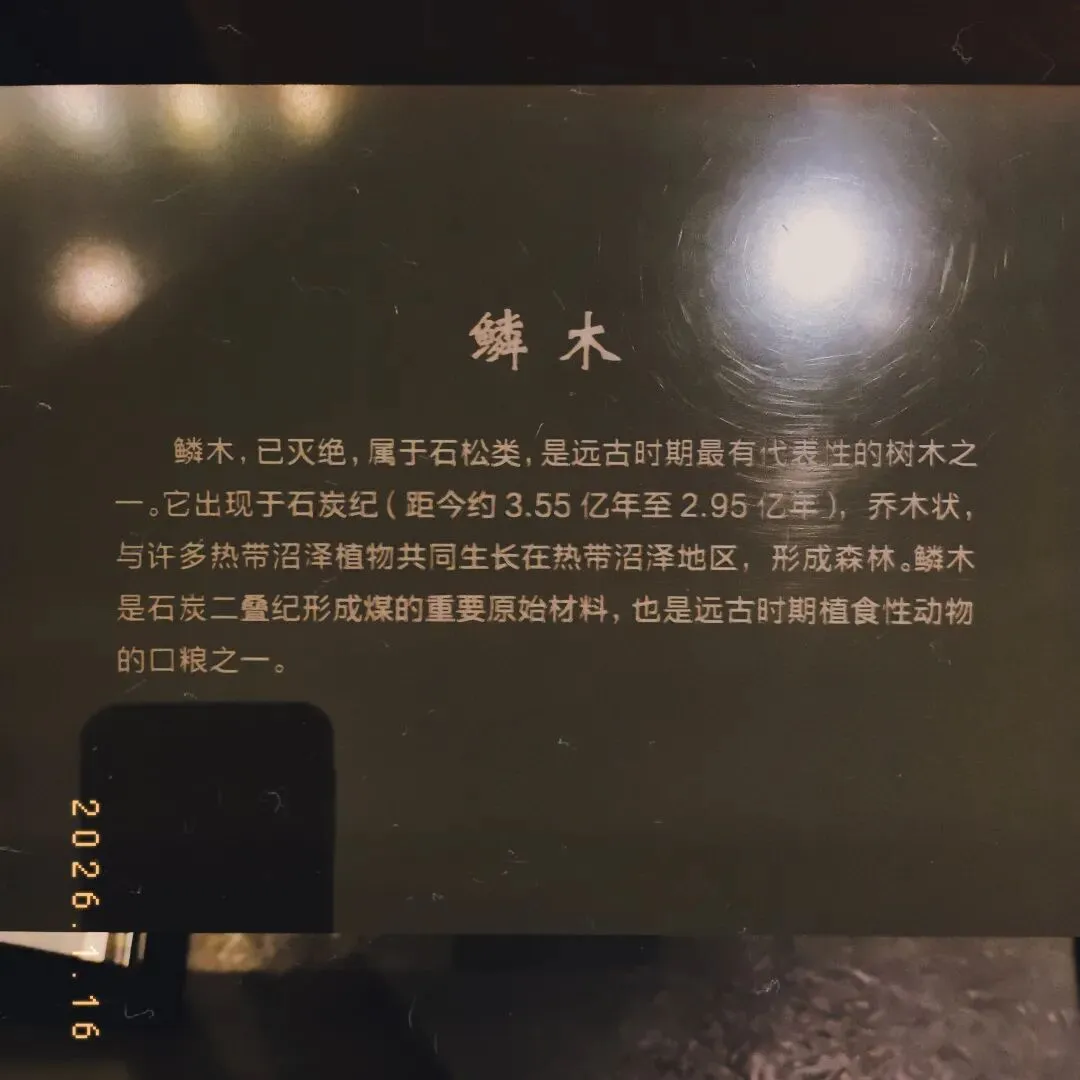 鳞木
鳞木，已灭绝，属于石松类，是远古时期最有代表性的树木之
一。它出现于石炭纪（距今约 3.55 亿年至 2.95 亿年），乔木状，
与许多热带沼泽植物共同生长在热带沼泽地区，形成森林。鳞木
是石炭二叠纪形成煤的重要原始材料，也是远古时期植食性动物
的口粮之一。
2026.1.16